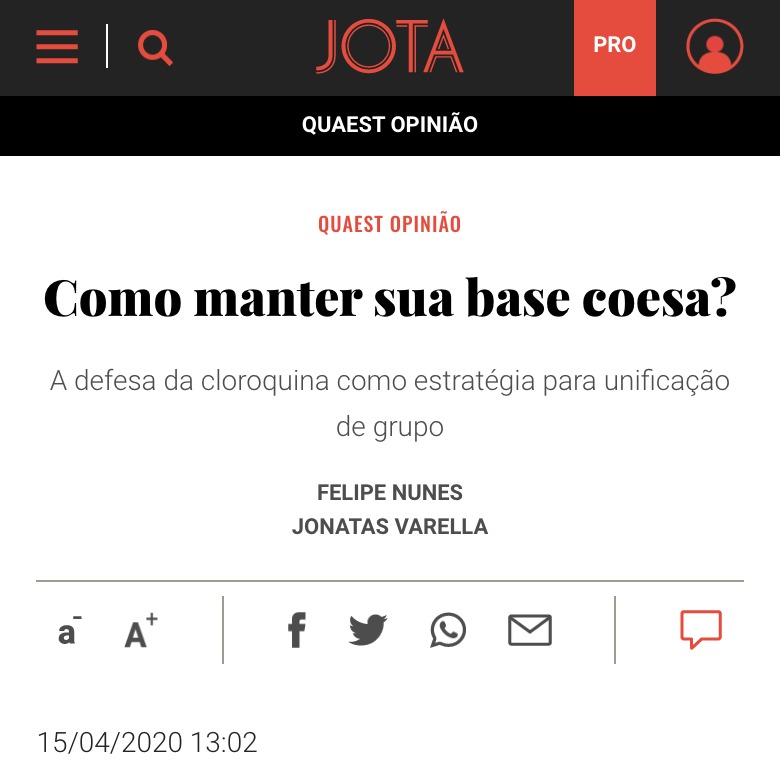 JOTA
PRO
QUAEST OPINIÃO
QUAEST OPINIÃO
Como manter sua base coesa?
A defesa da cloroquina como estratégia para unificação
de grupo
FELIPE NUNES
JONATAS VARELLA
a- A+
15/04/2020 13:02